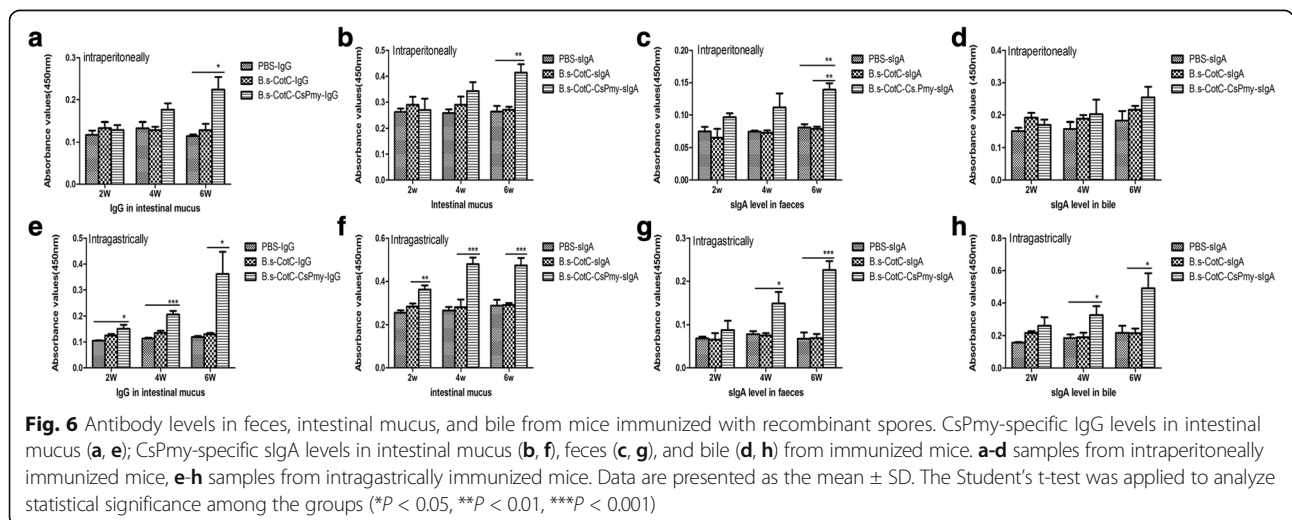 a
intraperitoneally
Absorbance values(450nm)
0.3
0.2
0.1
0.0
2W 4W 6W
IgG in intestinal mucus
*
PBS-IgG
B.s-CotC-IgG
B.s-CotC-CsPmy-IgG
b
Intraperitoneally
Absorbance values(450nm)
0.5
0.4
0.3
0.2
0.1
0.0
2w 4w 6w
Intestinal mucus
**
PBS-sIgA
B.s-CotC-sIgA
B.s-CotC-CsPmy-sIgA
c
Intraperitoneally
Absorbance values(450nm)
0.20
0.15
0.10
0.05
0.00
2w 4w 6w
sIgA level in faeces
**
**
PBS-sIgA
B.s-CotC-sIgA
B.s-CotC-Cs.Pmy-sIgA
d
Intraperitoneally
Absorbance values (450nm)
0.4
0.3
0.2
0.1
0.0
2W 4W 6W
sIgA level in bile
PBS-sIgA
B.s-CotC-sIgA
B.s-CotC-CsPmy-sIgA
e
Intragastrically
Absorbance values(450nm)
0.5
0.4
0.3
0.2
0.1
0.0
2W 4W 6W
IgG in intestinal mucus
*
***
*
PBS-IgG
B.s-CotC-IgG
B.s-CotC-CsPmy-IgG
f
Intragastrically
Absorbance values(450nm)
0.6
0.4
0.2
0.0
2w 4w 6w
intestinal mucus
**
***
***
PBS-sIgA
B.s-CotC-sIgA
B.s-CotC-CsPmy-sIgA
g
Intragastrically
Absorbance values(450nm)
0.3
0.2
0.1
0.0
2W 4W 6W
sIgA level in faeces
*
***
PBS-sIgA
B.s-CotC-sIgA
B.s-CotC-CsPmy-sIgA
h
Intragastrically
Absorbance values(450nm)
0.8
0.6
0.4
0.2
0.0
2W 4W 6W
sIgA level in bile
*
*
PBS-sIgA
B.s-CotC-sIgA
B.s-CotC-CsPmy-sIgA
Fig. 6 Antibody levels in feces, intestinal mucus, and bile from mice immunized with recombinant spores. CsPmy-specific IgG levels in intestinal
mucus (a, e); CsPmy-specific sIgA levels in intestinal mucus (b, f), feces (c, g), and bile (d, h) from immunized mice. a-d samples from intraperitoneally
immunized mice, e-h samples from intragastrically immunized mice. Data are presented as the mean ± SD. The Student's t-test was applied to analyze
statistical significance among the groups (*P < 0.05, **P < 0.01, ***P < 0.001)